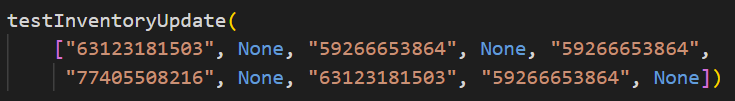 testInventoryUpdate(
["63123181503", None, "59266653864", None, "59266653864",
"77405508216", None, "63123181503", "59266653864", None])